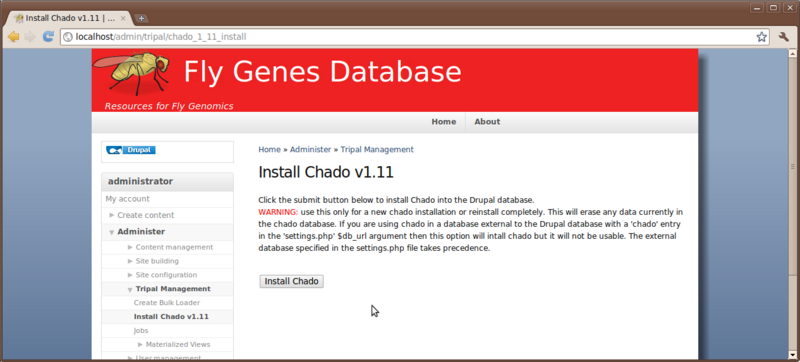 Install Chado v1.11 | ...
localhost/admin/tripal/chado_1_11_install
Fly Genes Database
Resources for Fly Genomics
Home
About
Drupal
Home » Administer » Tripal Management
administrator
My account
Create content
Administer
Content management
Site building
Site configuration
Tripal Management
Create Bulk Loader
Install Chado v1.11
Jobs
Materialized Views
User management
Install Chado v1.11
Click the submit button below to install Chado into the Drupal database.
WARNING: use this only for a new chado installation or reinstall completely. This will erase any data currently in
the chado database. If you are using chado in a database external to the Drupal database with a 'chado' entry
in the 'settings.php' $db_url argument then this option will intall chado but it will not be usable. The external
database specified in the settings.php file takes precedence.
Install Chado